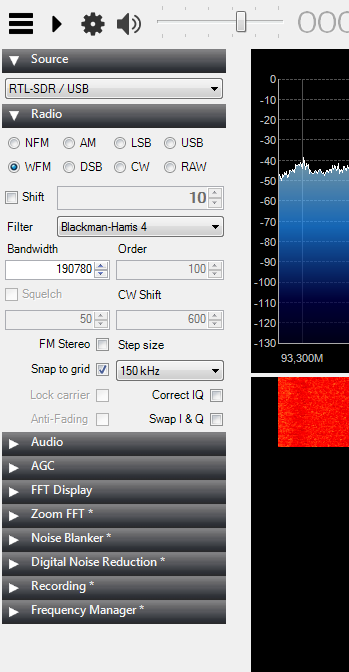 000
Source
RTL-SDR / USB
Radio
NFM AM LSB USB
WFM DSB CW RAW
Shift 10
Filter Blackman-Harris 4
Bandwidth Order
190780 100
Squelch CW Shift
50 600
FM Stereo Step size
Snap to grid 150 kHz
Lock carrier Correct IQ
Anti-Fading Swap I & Q
Audio
AGC
FFT Display
Zoom FFT *
Noise Blanker *
Digital Noise Reduction *
Recording *
Frequency Manager *
0
-10
-20
-30
-40
-50
-60
-70
-80
-90
-100
-110
-120
-130
93,300M